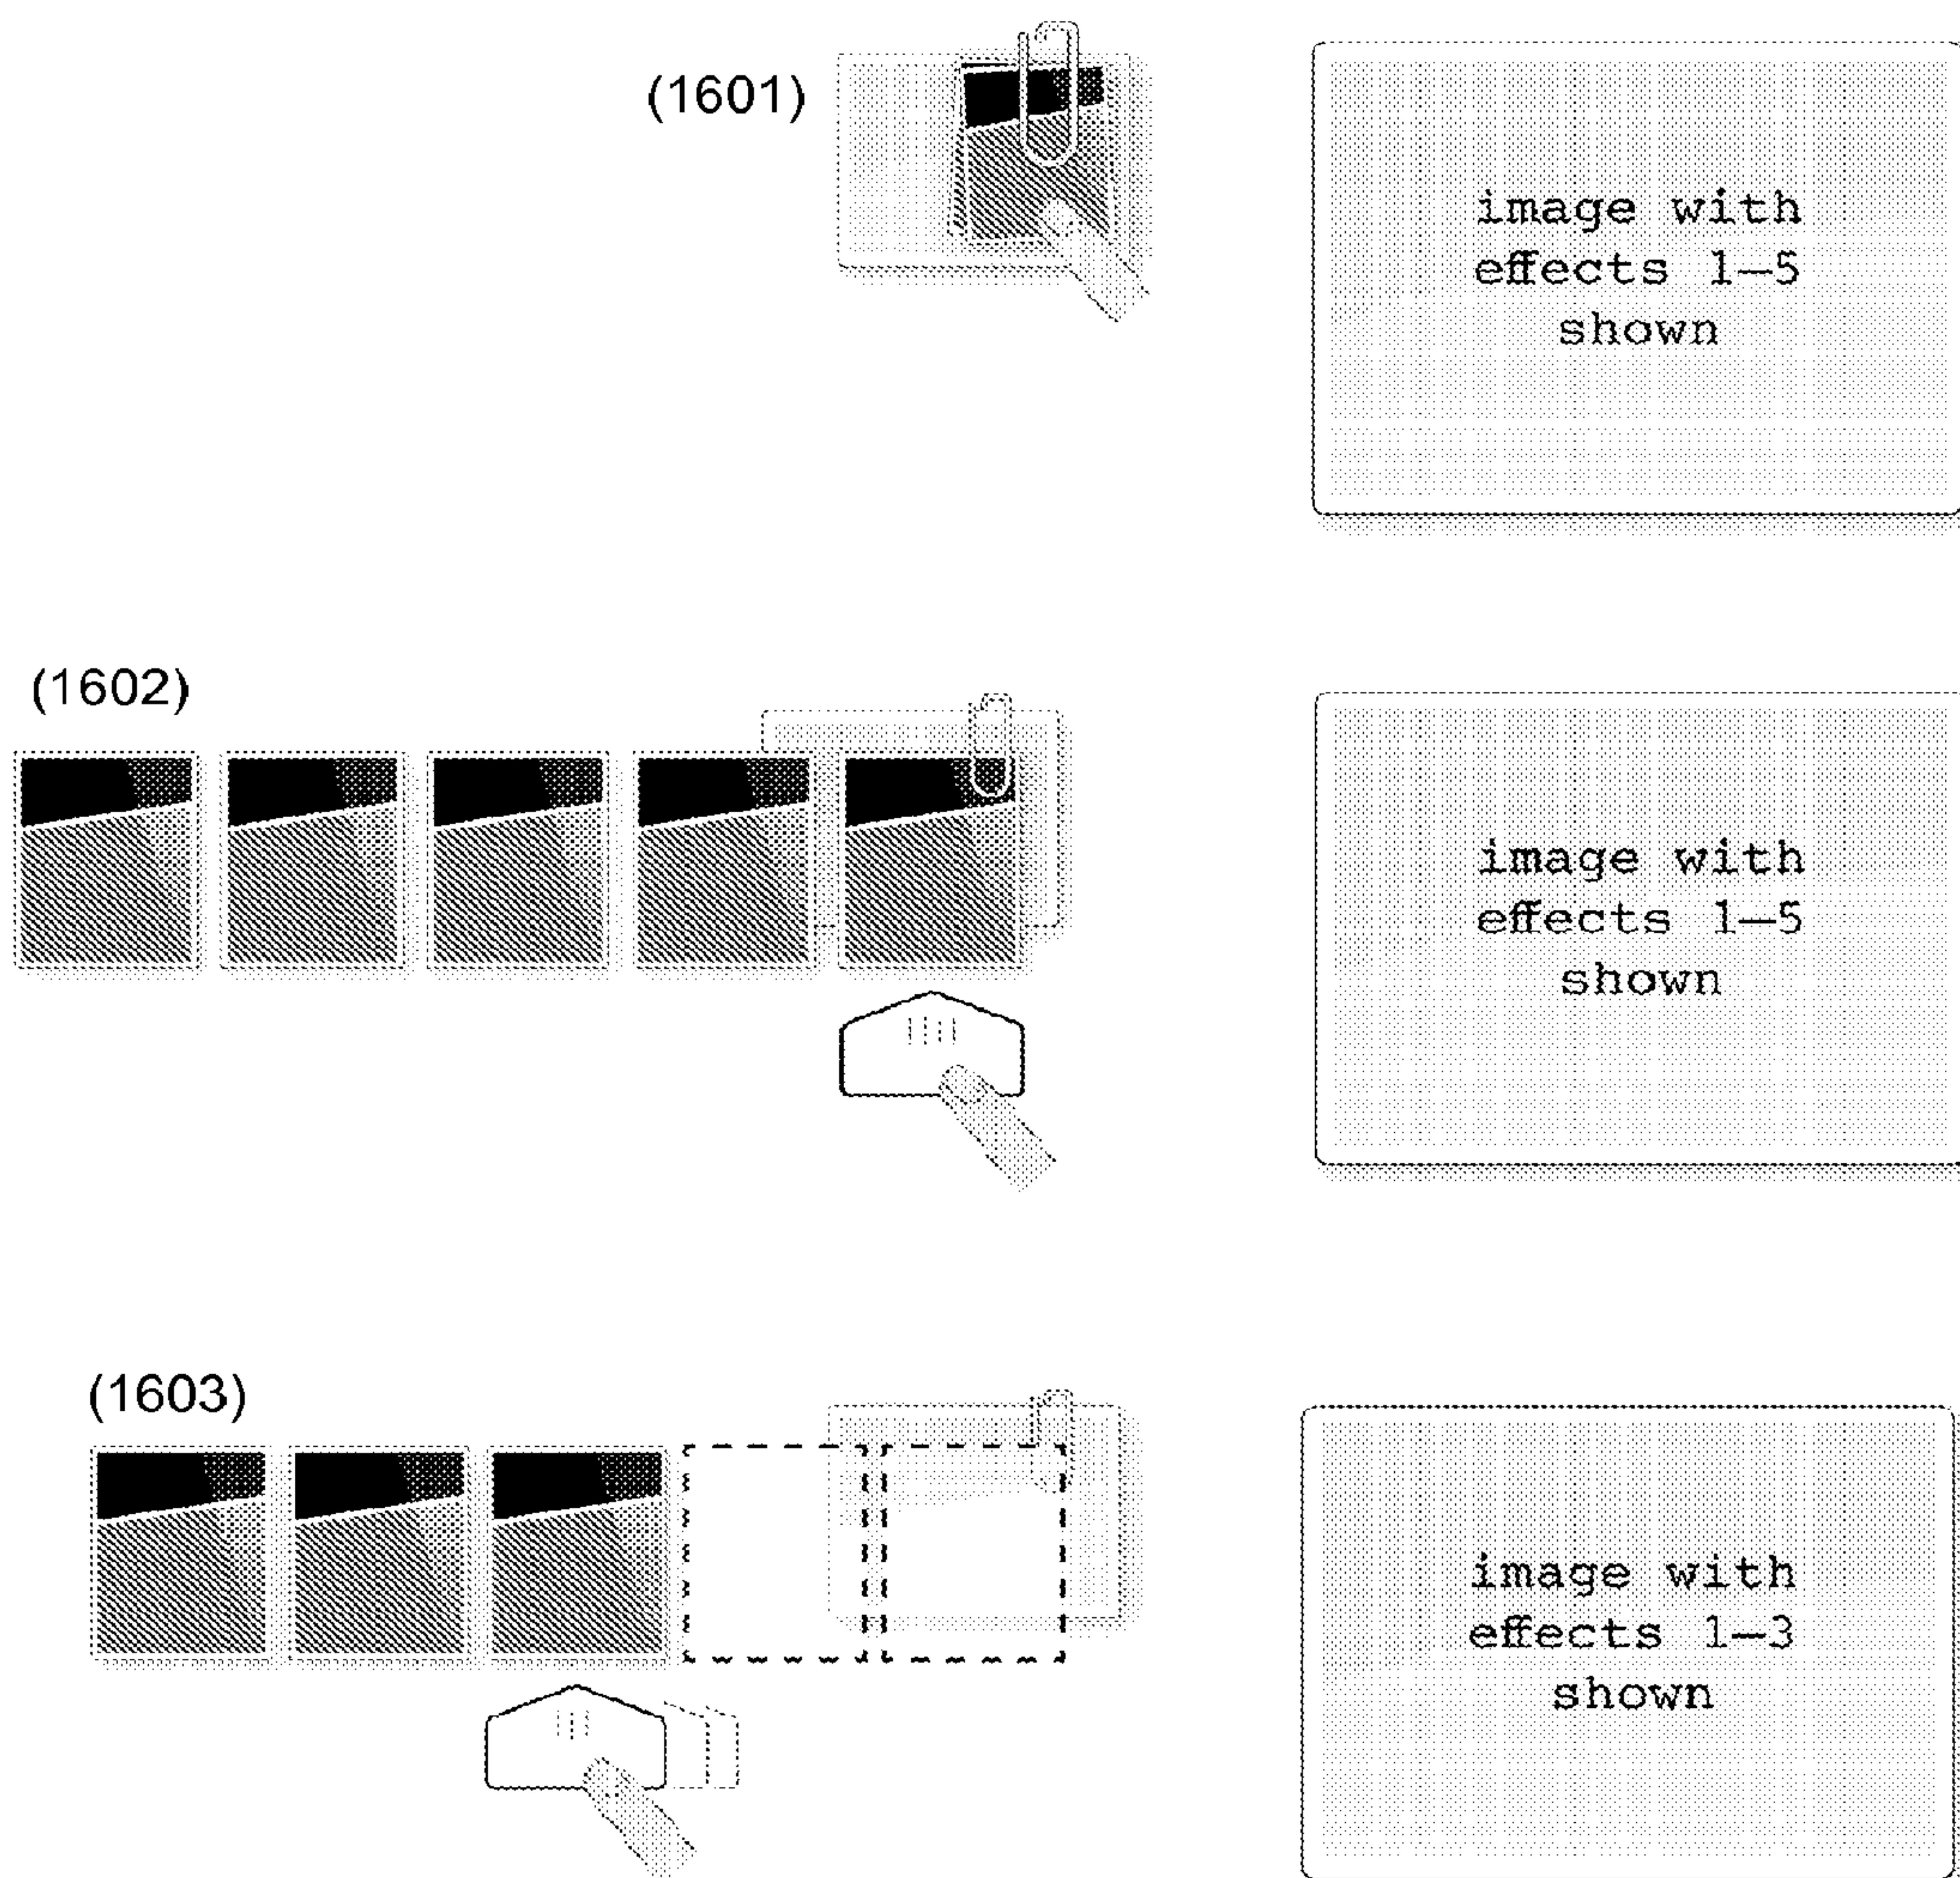 (1601)
image with
effects 1—5
shown
(1602)
image with
effects 1—5
shown
(1603)
image with
effects 1—3
shown